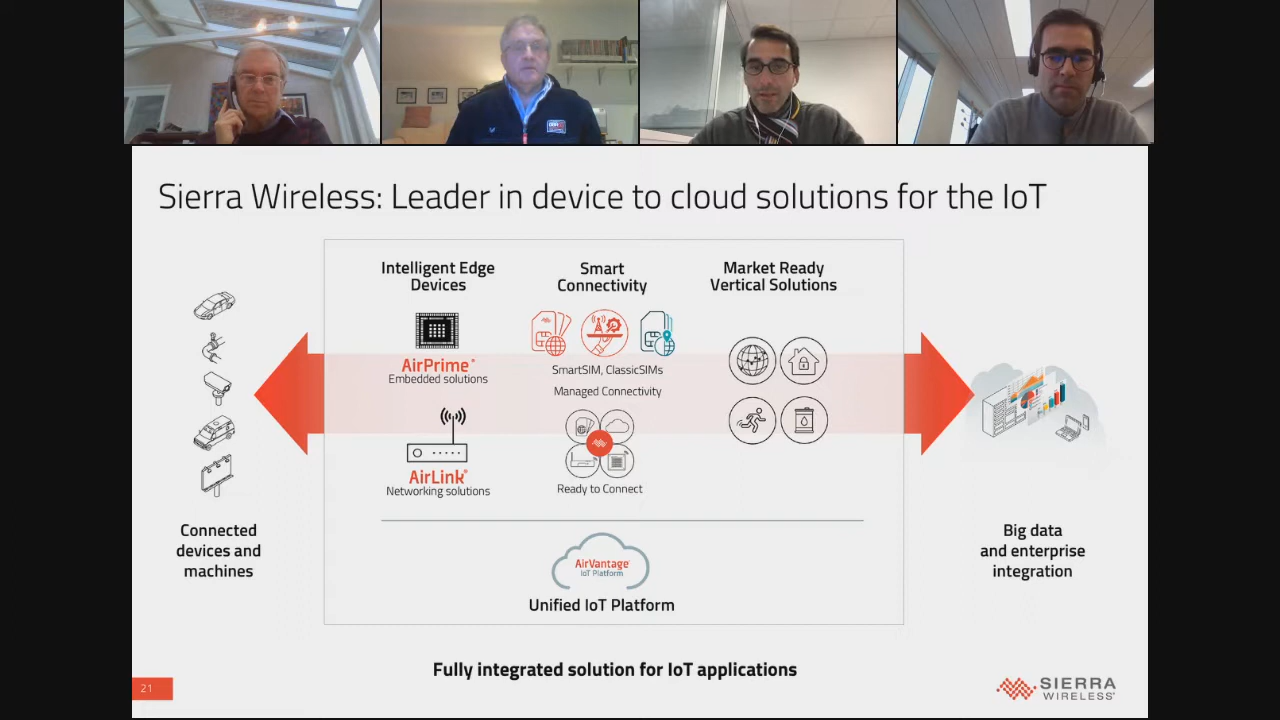 Sierra Wireless: Leader in device to cloud solutions for the IoT
Intelligent Edge
Devices
AirPrime®
Embedded solutions
AirLink®
Networking solutions
Smart
Connectivity
SmartSIM, ClassicSIMs
Managed Connectivity
Ready to Connect
Market Ready
Vertical Solutions
Connected
devices and
machines
Big data
and enterprise
integration
AirVantage
IoT Platform
Unified IoT Platform
Fully integrated solution for IoT applications
21
SIERRA
WIRELESS®